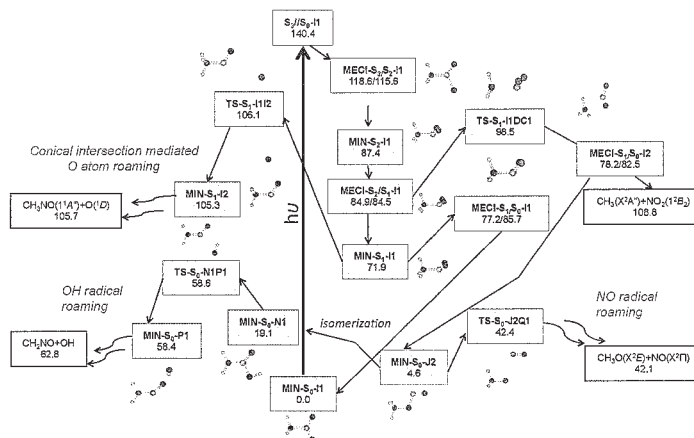 S3//S0-I1
140.4
MECI-S3/S2-I1
118.6/115.6
TS-S1-I1I2
106.1
TS-S1-I1DC1
98.5
Conical intersection mediated
O atom roaming
MIN-S2-I1
87.4
MECI-S1/S0-I2
78.2/82.5
MIN-S1-I2
105.3
CH3NO(1¹A')+O(¹D)
105.7
MECI-S2/S1-I1
84.9/84.5
CH3(X²A")+NO2(1²B2)
106.8
hυ
MECI-S1/S0-I1
77.2/85.7
MIN-S1-I1
71.9
TS-S0-N1P1
58.6
OH radical
roaming
NO radical
roaming
MIN-S0-N1
19.1
isomerization
TS-S0-J2Q1
42.4
CH2NO+OH
62.8
MIN-S0-P1
58.4
MIN-S0-J2
4.6
CH3O(X²E)+NO(X²Π)
42.1
MIN-S0-I1
0.0